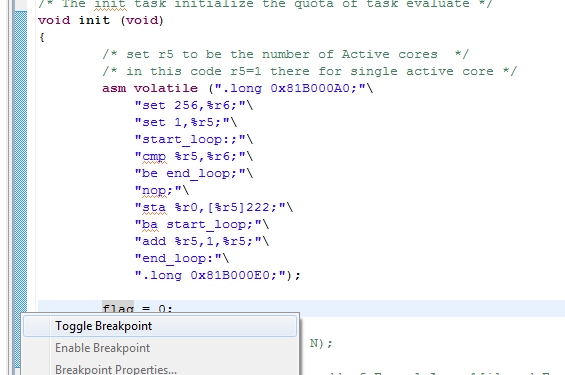 /* The init task initialize the quota of task evaluate */
void init (void)
{
/* set r5 to be the number of Active cores  */
/* in this code r5=1 there for single active core */
asm volatile (".long 0x81B000A0;"\
"set 256,%r6;"\
"set 1,%r5;"\
"start_loop:;"\
"cmp %r5,%r6;"\
"be end_loop;"\
"nop;"\
"sta %r0,[%r5]222;"\
"ba start_loop;"\
"add %r5,1,%r5;"\
"end_loop:"\
".long 0x81B000E0;");
flag = 0;
Toggle Breakpoint
N);
Enable Breakpoint
Breakpoint Properties...